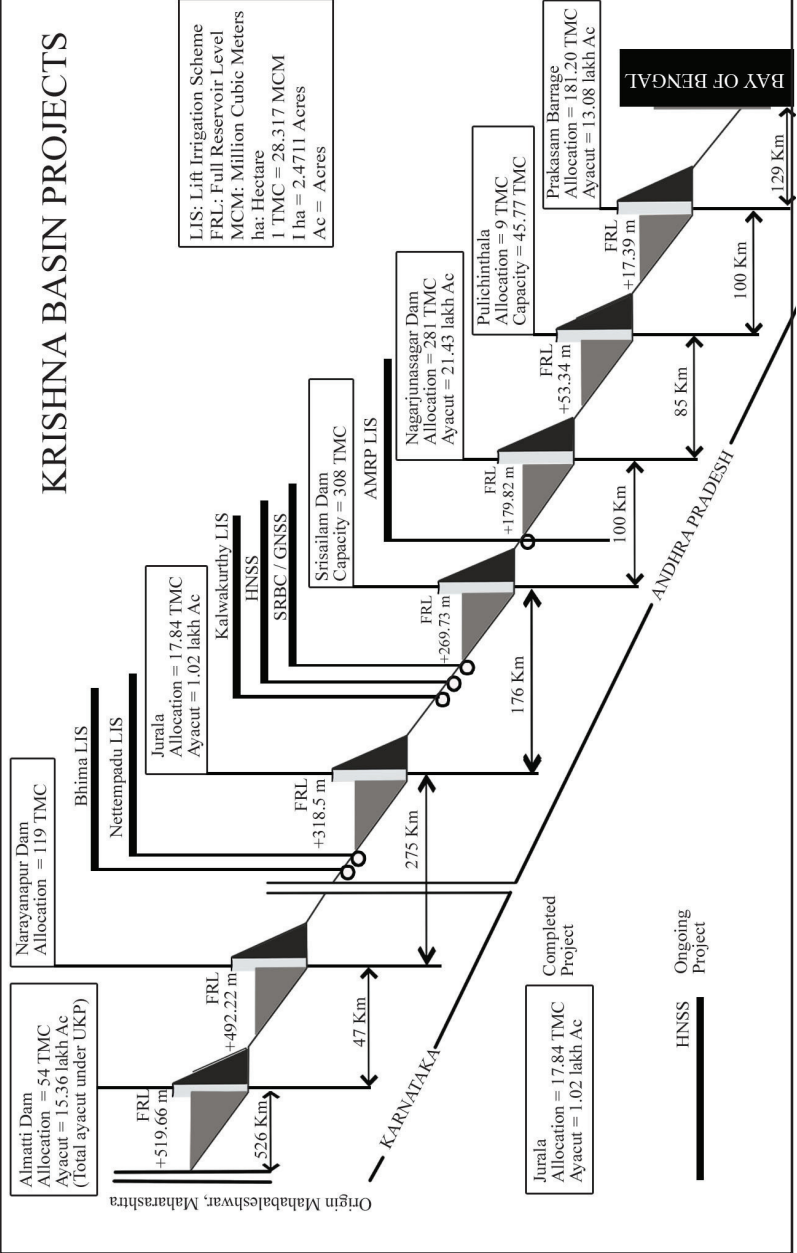 KRISHNA BASIN PROJECTS
LIS: Lift Irrigation Scheme
FRL: Full Reservoir Level
MCM: Million Cubic Meters
ha: Hectare
1 TMC = 28.317 MCM
I ha = 2.4711 Acres
Ac = Acres
Origin Mahabaleshwar, Maharashtra
Almatti Dam
Allocation = 54 TMC
Ayacut = 15.36 lakh Ac
(Total ayacut under UKP)
FRL
+519.66 m
526 Km
Narayanapur Dam
Allocation = 119 TMC
FRL
+492.22 m
47 Km
Bhima LIS
Nettempadu LIS
Jurala
Allocation = 17.84 TMC
Ayacut = 1.02 lakh Ac
FRL
+318.5 m
275 Km
Kalwakurthy LIS
HNSS
SRBC / GNSS
Srisailam Dam
Capacity = 308 TMC
FRL
+269.73 m
176 Km
AMRP LIS
Nagarjunasagar Dam
Allocation = 281 TMC
Ayacut = 21.43 lakh Ac
FRL
+179.82 m
100 Km
Pulichinthala
Allocation = 9 TMC
Capacity = 45.77 TMC
FRL
+53.34 m
85 Km
Prakasam Barrage
Allocation = 181.20 TMC
Ayacut = 13.08 lakh Ac
FRL
+17.39 m
100 Km
129 Km
BAY OF BENGAL
KARNATAKA
ANDHRA PRADESH
Jurala
Allocation = 17.84 TMC
Ayacut = 1.02 lakh Ac
Completed
Project
HNSS
Ongoing
Project